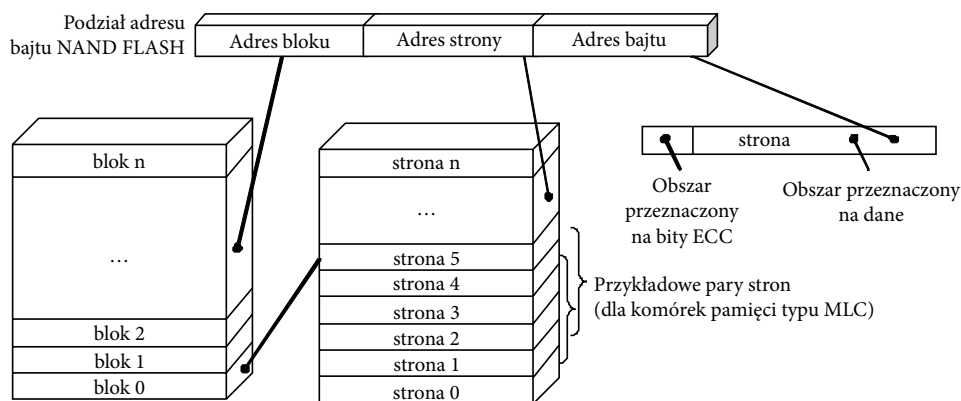 Podział adresu
bajtu NAND FLASH
Adres bloku
Adres strony
Adres bajtu
blok n
...
blok 2
blok 1
blok 0
strona n
...
strona 5
strona 4
strona 3
strona 2
strona 1
strona 0
strona
Obszar
przeznaczony
na bity ECC
Obszar przeznaczony
na dane
Przykładowe pary stron
(dla komórek pamięci typu MLC)